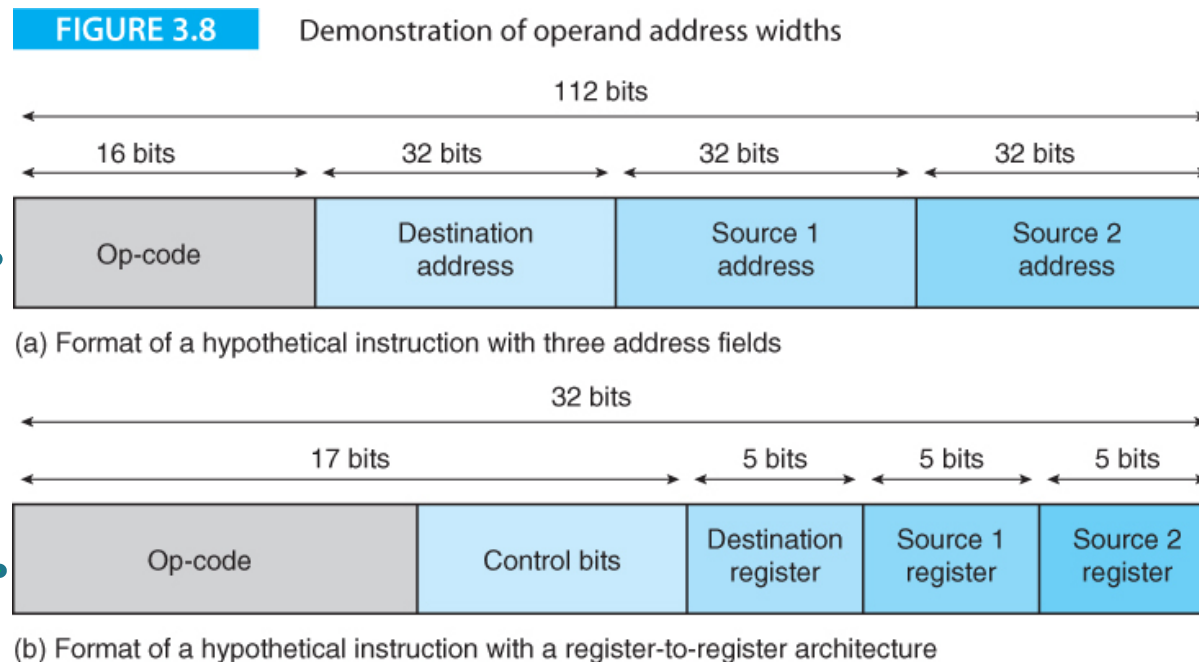 FIGURE 3.8 Demonstration of operand address widths
112 bits
16 bits 32 bits 32 bits 32 bits
Op-code
Destination
address
Source 1
address
Source 2
address
(a) Format of a hypothetical instruction with three address fields
32 bits
17 bits 5 bits 5 bits 5 bits
Op-code
Control bits
Destination
register
Source 1
register
Source 2
register
(b) Format of a hypothetical instruction with a register-to-register architecture